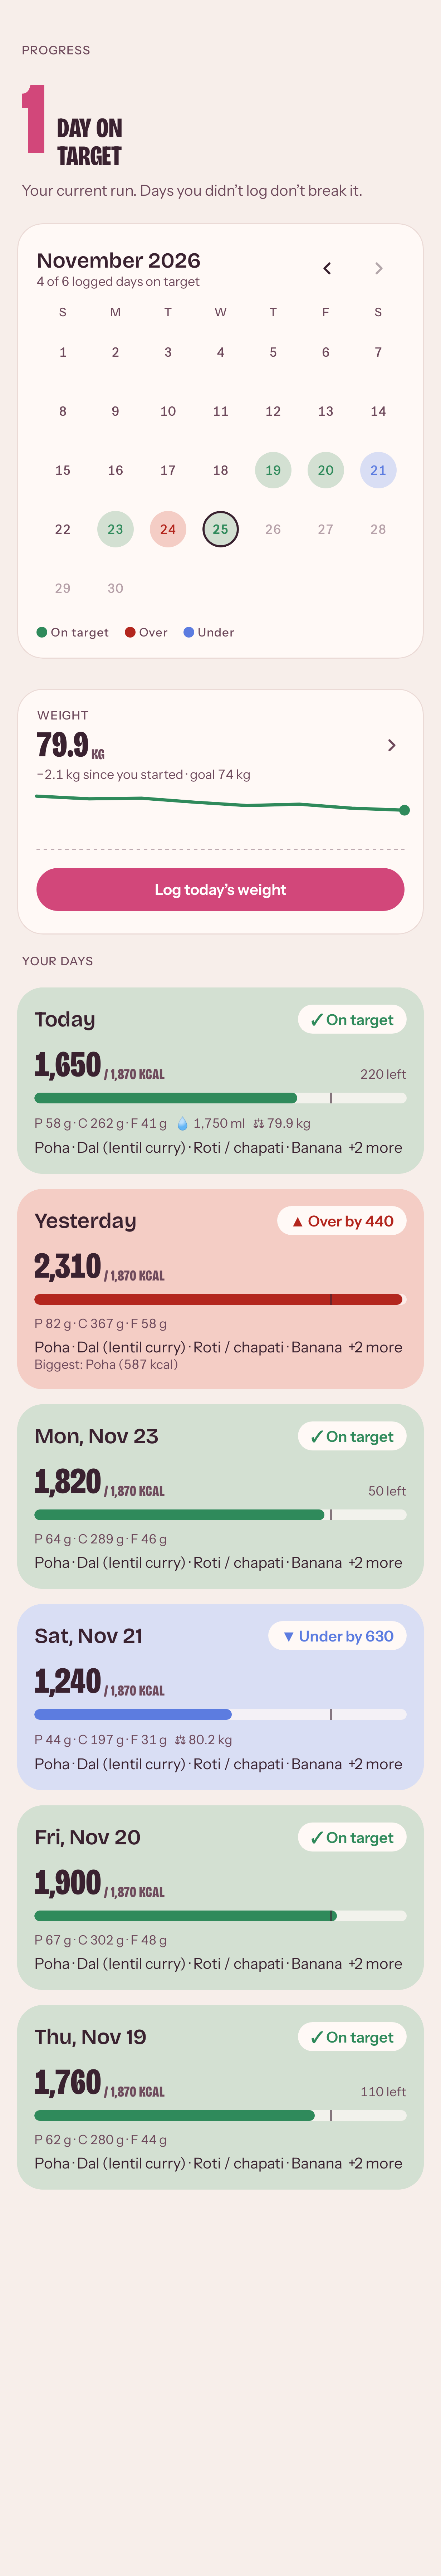 PROGRESS
1 DAY ON TARGET
Your current run. Days you didn’t log don’t break it.
November 2026
4 of 6 logged days on target
S M T W T F S
1 2 3 4 5 6 7
8 9 10 11 12 13 14
15 16 17 18 19 20 21
22 23 24 25 26 27 28
29 30
On target Over Under
WEIGHT
79.9 KG
−2.1 kg since you started · goal 74 kg
Log today’s weight
YOUR DAYS
Today ✓ On target
1,650 / 1,870 KCAL 220 left
P 58 g · C 262 g · F 41 g 💧 1,750 ml ⚖ 79.9 kg
Poha · Dal (lentil curry) · Roti / chapati · Banana +2 more
Yesterday ▲ Over by 440
2,310 / 1,870 KCAL
P 82 g · C 367 g · F 58 g
Poha · Dal (lentil curry) · Roti / chapati · Banana +2 more
Biggest: Poha (587 kcal)
Mon, Nov 23 ✓ On target
1,820 / 1,870 KCAL 50 left
P 64 g · C 289 g · F 46 g
Poha · Dal (lentil curry) · Roti / chapati · Banana +2 more
Sat, Nov 21 ▼ Under by 630
1,240 / 1,870 KCAL
P 44 g · C 197 g · F 31 g ⚖ 80.2 kg
Poha · Dal (lentil curry) · Roti / chapati · Banana +2 more
Fri, Nov 20 ✓ On target
1,900 / 1,870 KCAL
P 67 g · C 302 g · F 48 g
Poha · Dal (lentil curry) · Roti / chapati · Banana +2 more
Thu, Nov 19 ✓ On target
1,760 / 1,870 KCAL 110 left
P 62 g · C 280 g · F 44 g
Poha · Dal (lentil curry) · Roti / chapati · Banana +2 more